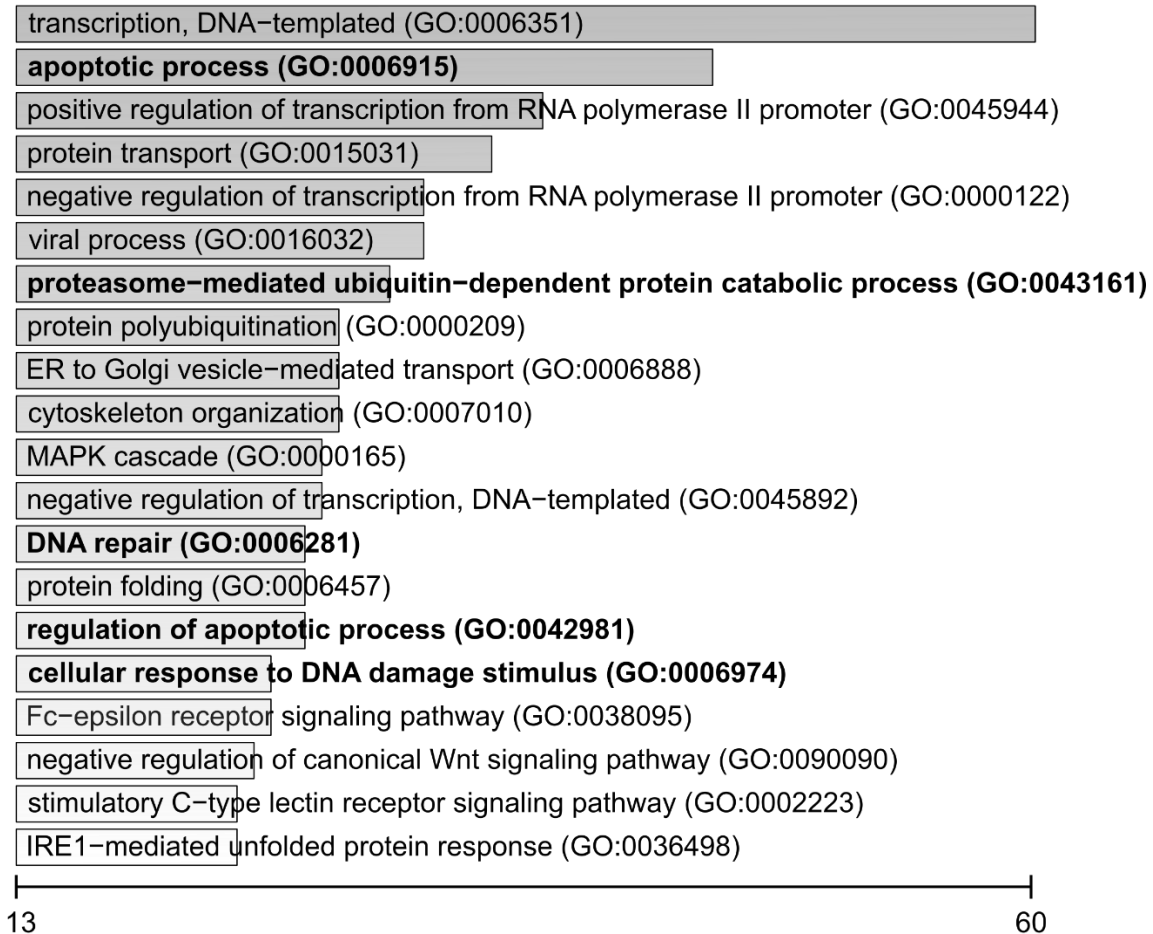 transcription, DNA−templated (GO:0006351)
apoptotic process (GO:0006915)
positive regulation of transcription from RNA polymerase II promoter (GO:0045944)
protein transport (GO:0015031)
negative regulation of transcription from RNA polymerase II promoter (GO:0000122)
viral process (GO:0016032)
proteasome−mediated ubiquitin−dependent protein catabolic process (GO:0043161)
protein polyubiquitination (GO:0000209)
ER to Golgi vesicle−mediated transport (GO:0006888)
cytoskeleton organization (GO:0007010)
MAPK cascade (GO:0000165)
negative regulation of transcription, DNA−templated (GO:0045892)
DNA repair (GO:0006281)
protein folding (GO:0006457)
regulation of apoptotic process (GO:0042981)
cellular response to DNA damage stimulus (GO:0006974)
Fc−epsilon receptor signaling pathway (GO:0038095)
negative regulation of canonical Wnt signaling pathway (GO:0090090)
stimulatory C−type lectin receptor signaling pathway (GO:0002223)
IRE1−mediated unfolded protein response (GO:0036498)
13 60